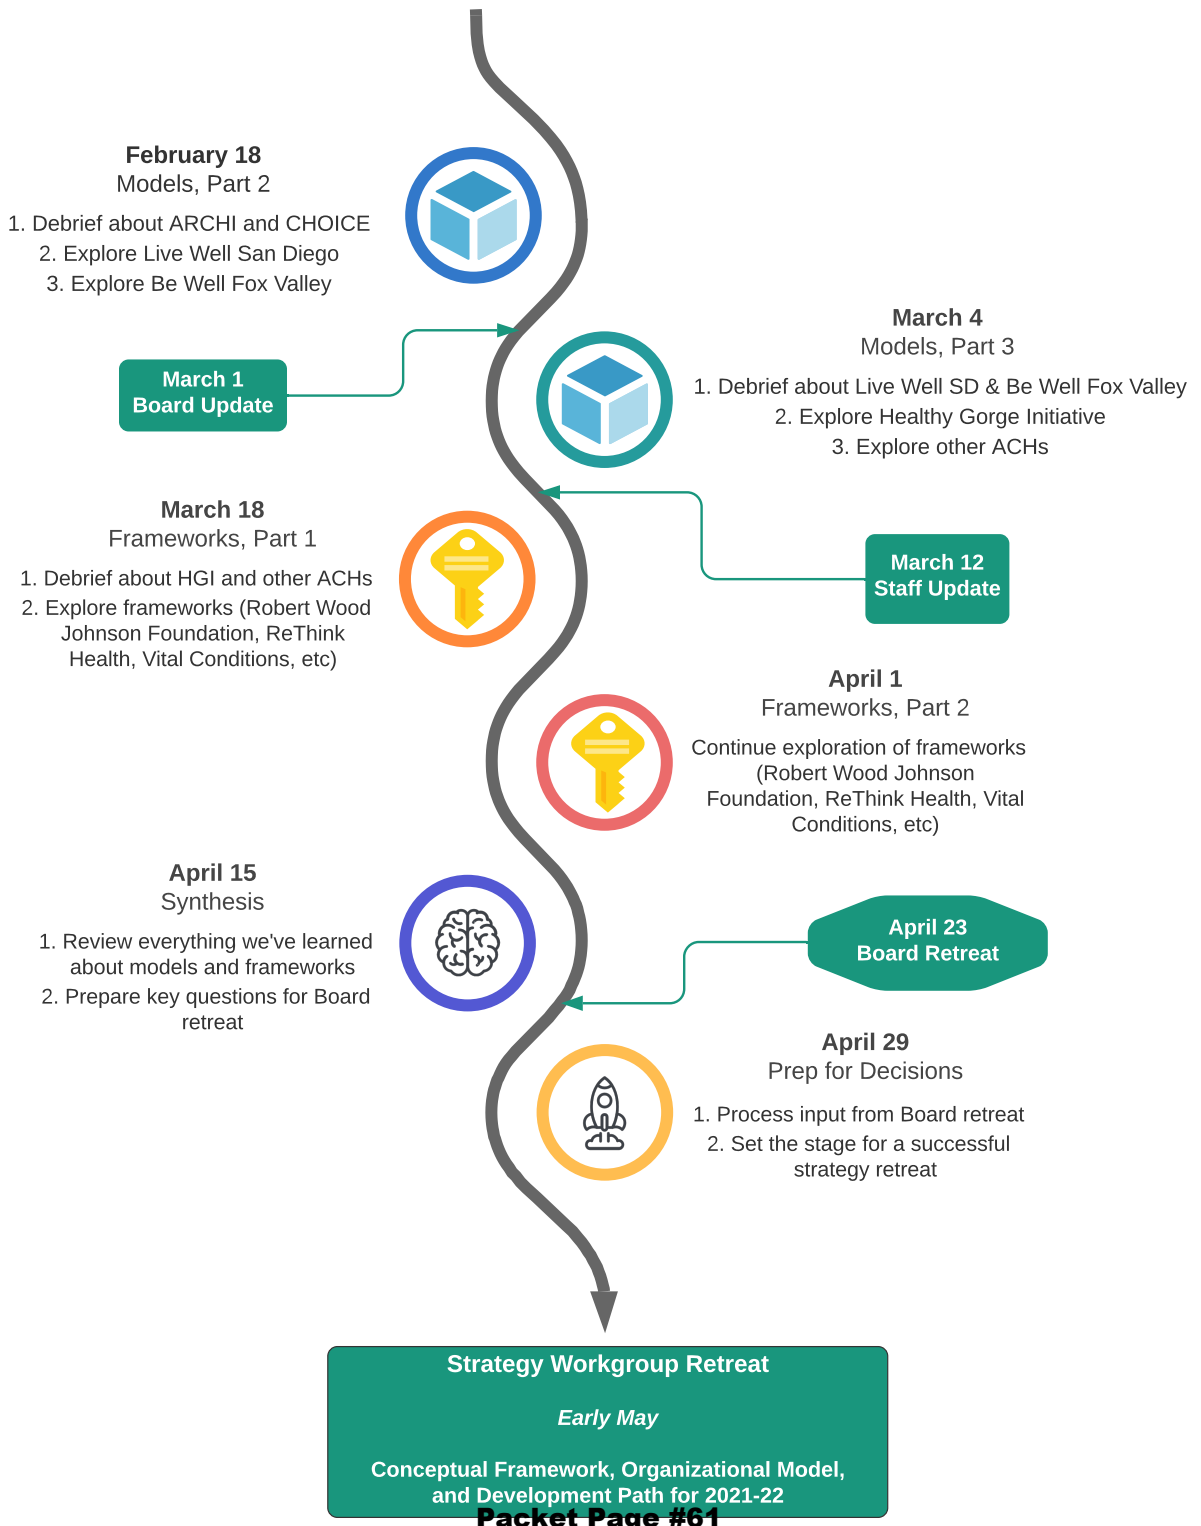 February 18
Models, Part 2
1. Debrief about ARCHI and CHOICE
2. Explore Live Well San Diego
3. Explore Be Well Fox Valley
March 1
Board Update
March 4
Models, Part 3
1. Debrief about Live Well SD & Be Well Fox Valley
2. Explore Healthy Gorge Initiative
3. Explore other ACHs
March 12
Staff Update
March 18
Frameworks, Part 1
1. Debrief about HGI and other ACHs
2. Explore frameworks (Robert Wood
Johnson Foundation, ReThink
Health, Vital Conditions, etc)
April 1
Frameworks, Part 2
Continue exploration of frameworks
(Robert Wood Johnson
Foundation, ReThink Health, Vital
Conditions, etc)
April 15
Synthesis
1. Review everything we've learned
about models and frameworks
2. Prepare key questions for Board
retreat
April 23
Board Retreat
April 29
Prep for Decisions
1. Process input from Board retreat
2. Set the stage for a successful
strategy retreat
Strategy Workgroup Retreat
Early May
Conceptual Framework, Organizational Model,
and Development Path for 2021-22
Packet Page #61